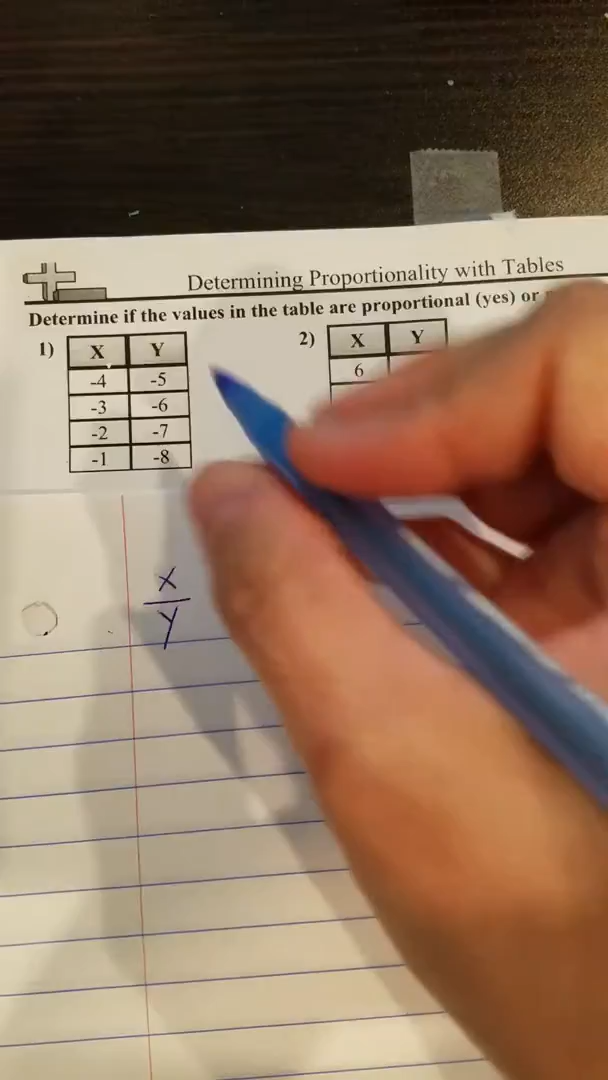 Determining Proportionality with Tables
Determine if the values in the table are proportional (yes) or
1)
X Y
-4 -5
-3 -6
-2 -7
-1 -8
2)
X Y
6
x
y